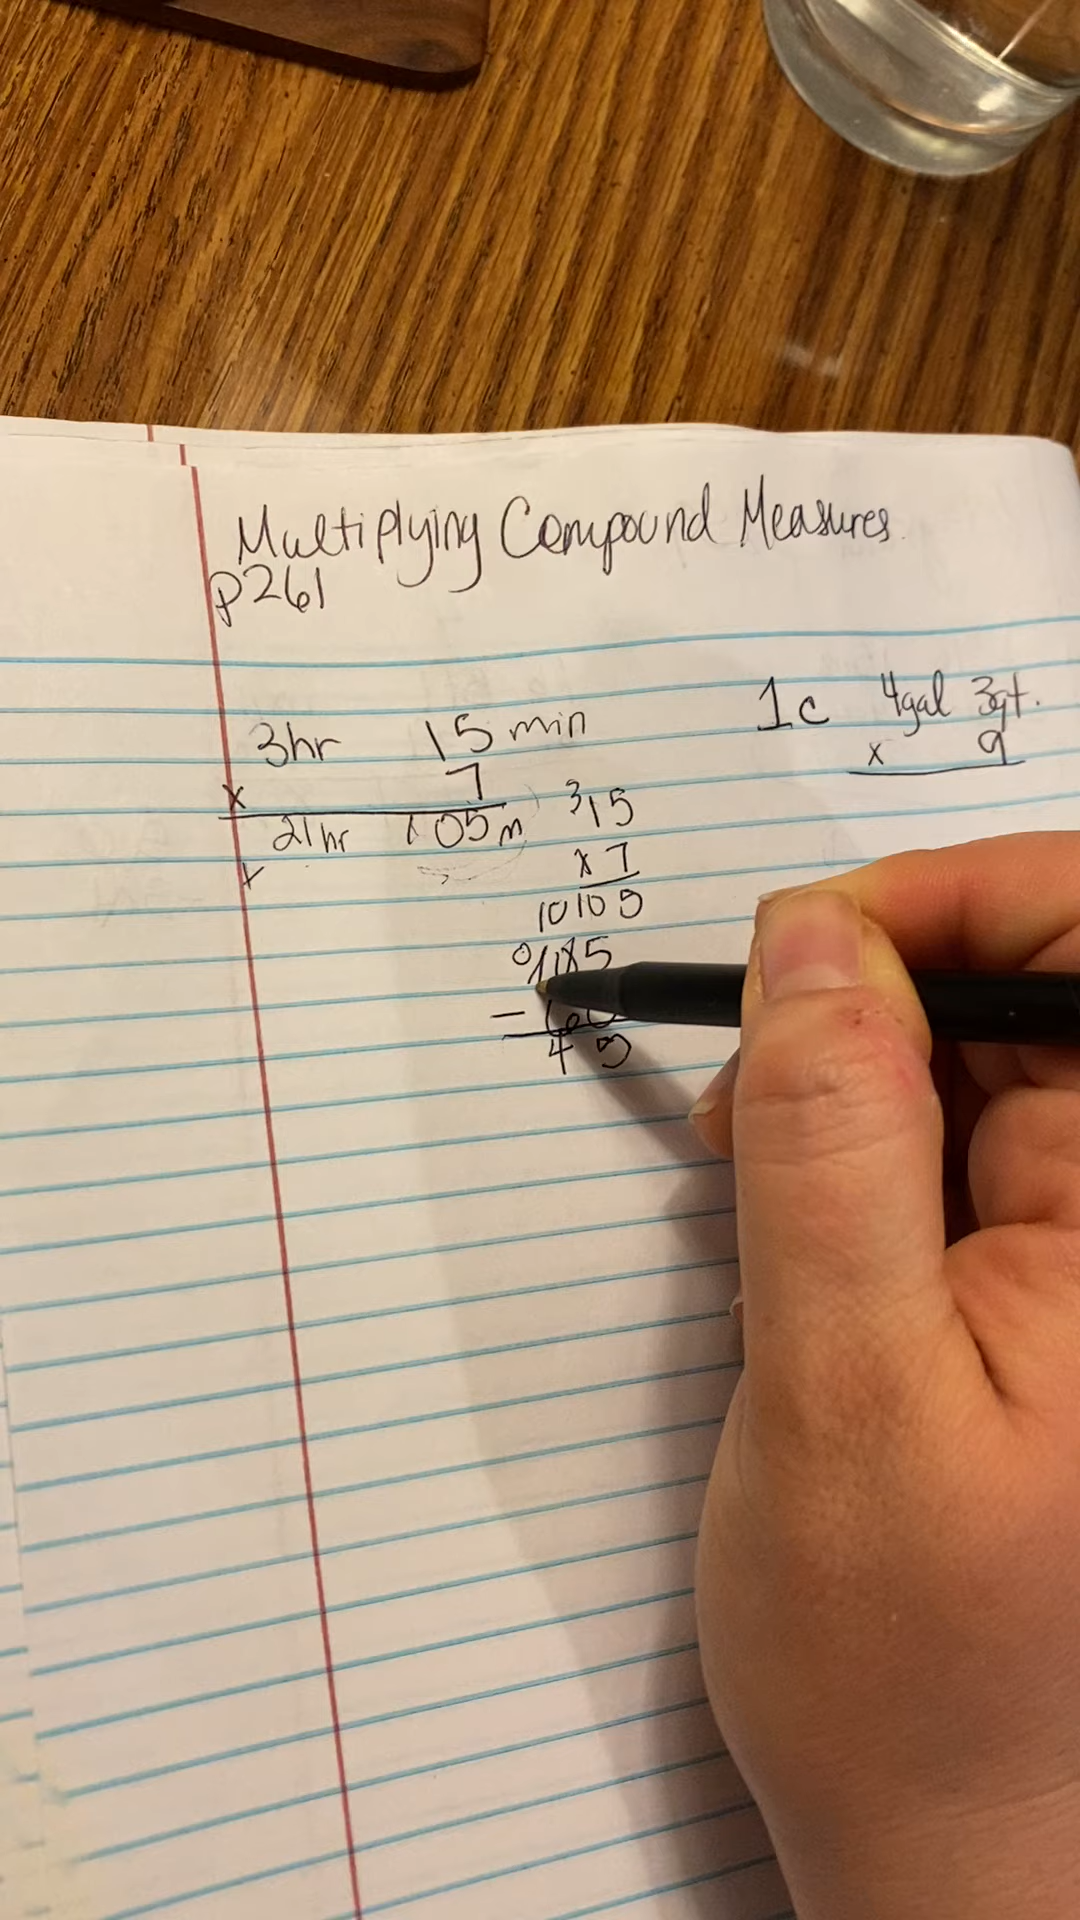 Multiplying Compound Measures
P261
3hr 15 min
x 7
21hr 105m
x
1c 4gal 3qt.
x 9
³15
x 7
10105
0105
- 60
45